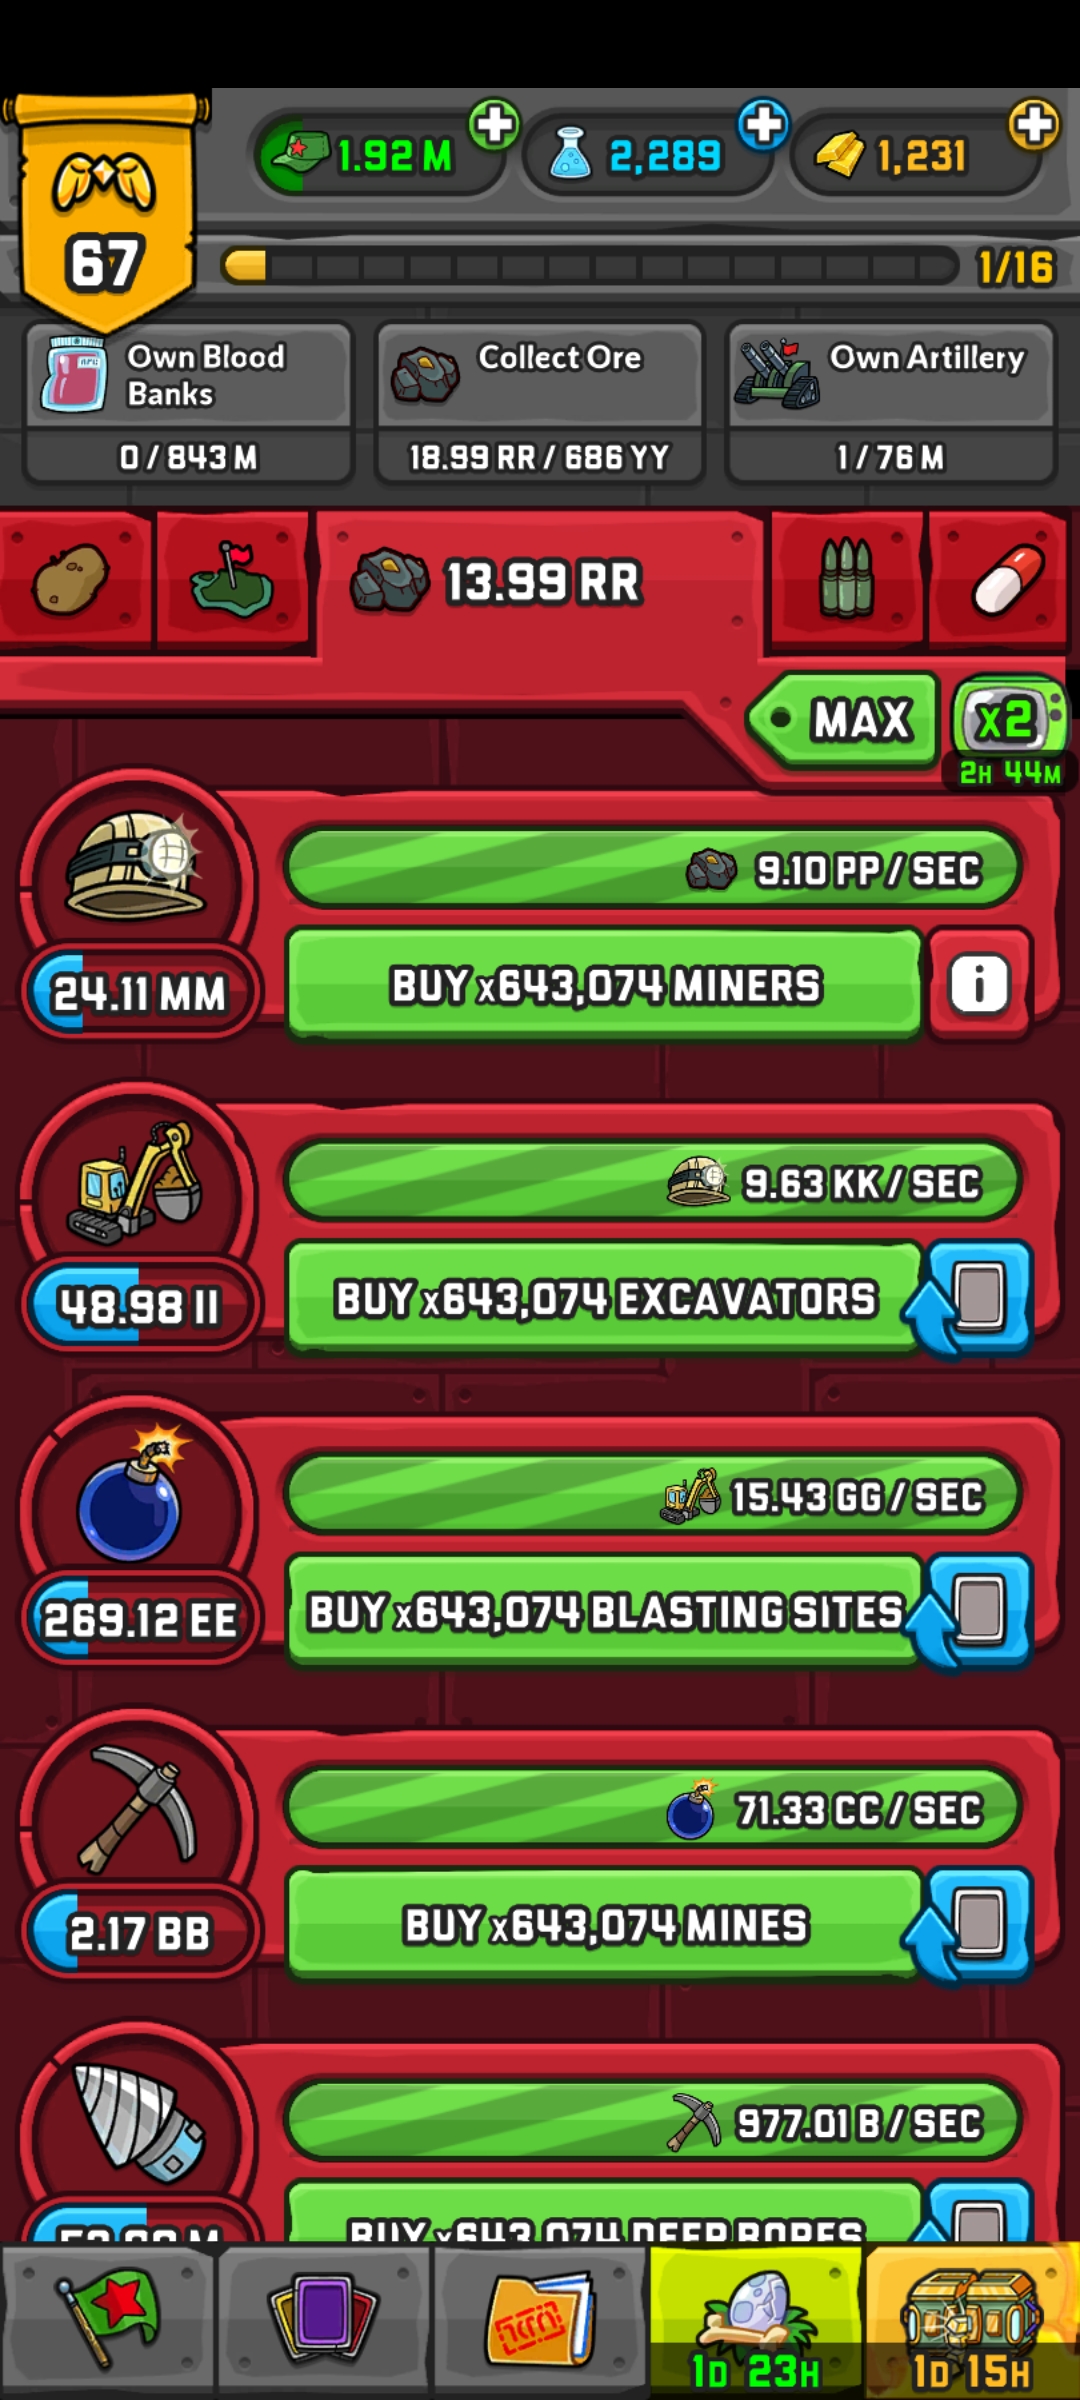 1.92 M
2,289
1,231
67
1/16
Own Blood
Banks
0 / 843 M
Collect Ore
18.99 RR / 686 YY
Own Artillery
1 / 76 M
13.99 RR
MAX
x2
2H 44M
9.10 PP / SEC
24.11 MM
BUY x643,074 MINERS
i
9.63 KK / SEC
48.98 II
BUY x643,074 EXCAVATORS
15.43 GG / SEC
269.12 EE
BUY x643,074 BLASTING SITES
71.33 CC / SEC
2.17 BB
BUY x643,074 MINES
977.01 B / SEC
BUY x643,074 DEEP BORES
1D 23H
1D 15H